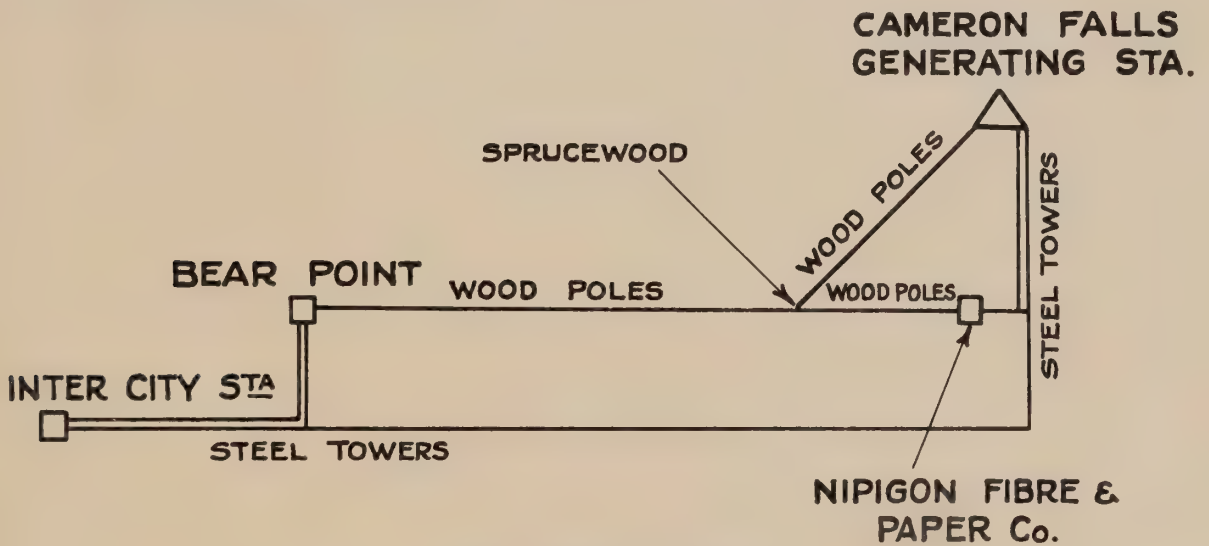 CAMERON FALLS
GENERATING STA.
SPRUCEWOOD
WOOD POLES
STEEL TOWERS
BEAR POINT
WOOD POLES
WOOD POLES
INTER CITY STA
STEEL TOWERS
NIPIGON FIBRE &
PAPER Co.